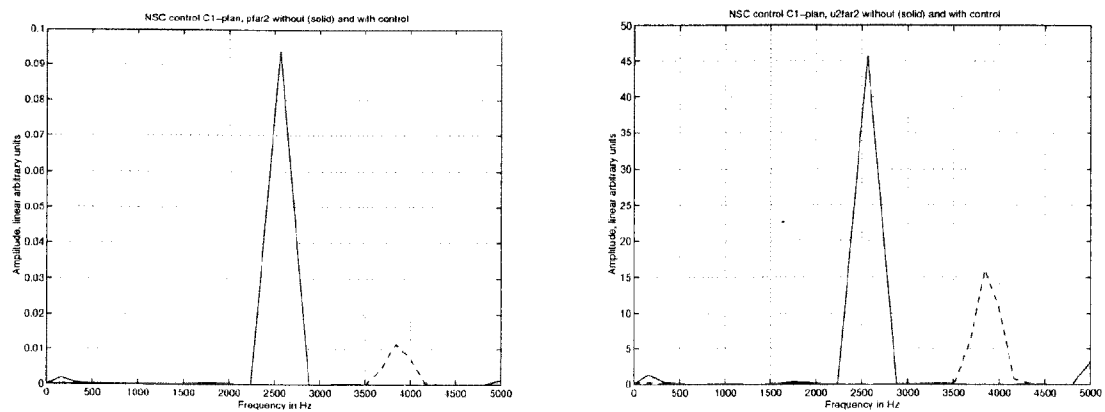 NSC control C1-plan, pfar2 without (solid) and with control
0.1
0.09
0.08
0.07
0.06
0.05
0.04
0.03
0.02
0.01
0
Amplitude, linear arbitrary units
0 500 1000 1500 2000 2500 3000 3500 4000 4500 5000
Frequency in Hz
NSC control C1-plan, u2far2 without (solid) and with control
50
45
40
35
30
25
20
15
10
5
0
Amplitude, linear arbitrary units
0 500 1000 1500 2000 2500 3000 3500 4000 4500 5000
Frequency in Hz